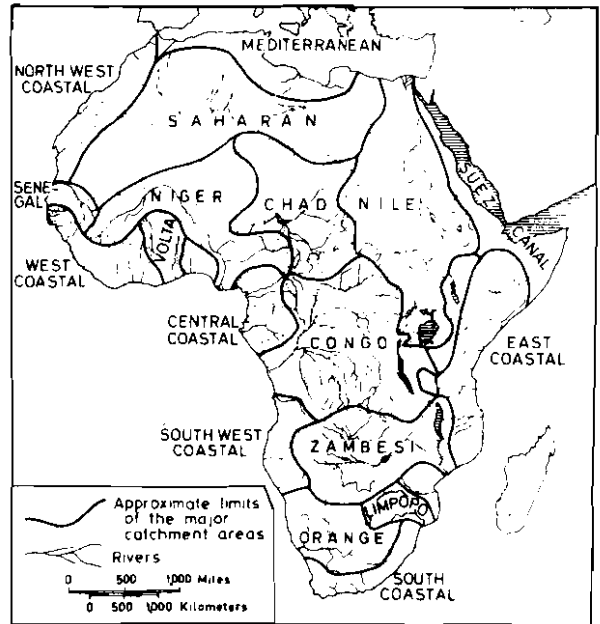 MEDITERRANEAN
NORTH WEST
COASTAL
SAHARAN
SENE
GAL
NIGER
CHAD
NILE
SUEZ
CANAL
VOLTA
WEST
COASTAL
CENTRAL
COASTAL
CONGO
EAST
COASTAL
SOUTH WEST
COASTAL
ZAMBESI
LIMPOPO
ORANGE
SOUTH
COASTAL
Approximate limits
of the major
catchment areas
Rivers
0 500 1,000 Miles
0 500 1,000 Kilometers